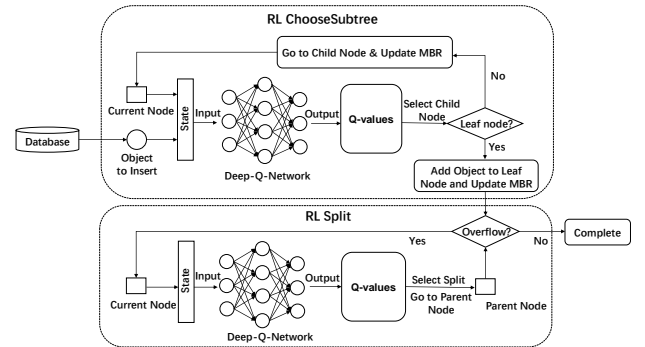 RL ChooseSubtree
Go to Child Node & Update MBR
No
Current Node
State
Input
Output
Q-values
Select Child
Node
Leaf node?
Yes
Database
Object
to Insert
Deep-Q-Network
Add Object to Leaf
Node and Update MBR
RL Split
Overflow?
Yes
No
Complete
Current Node
State
Input
Output
Q-values
Select Split
Go to Parent
Node
Parent Node
Deep-Q-Network